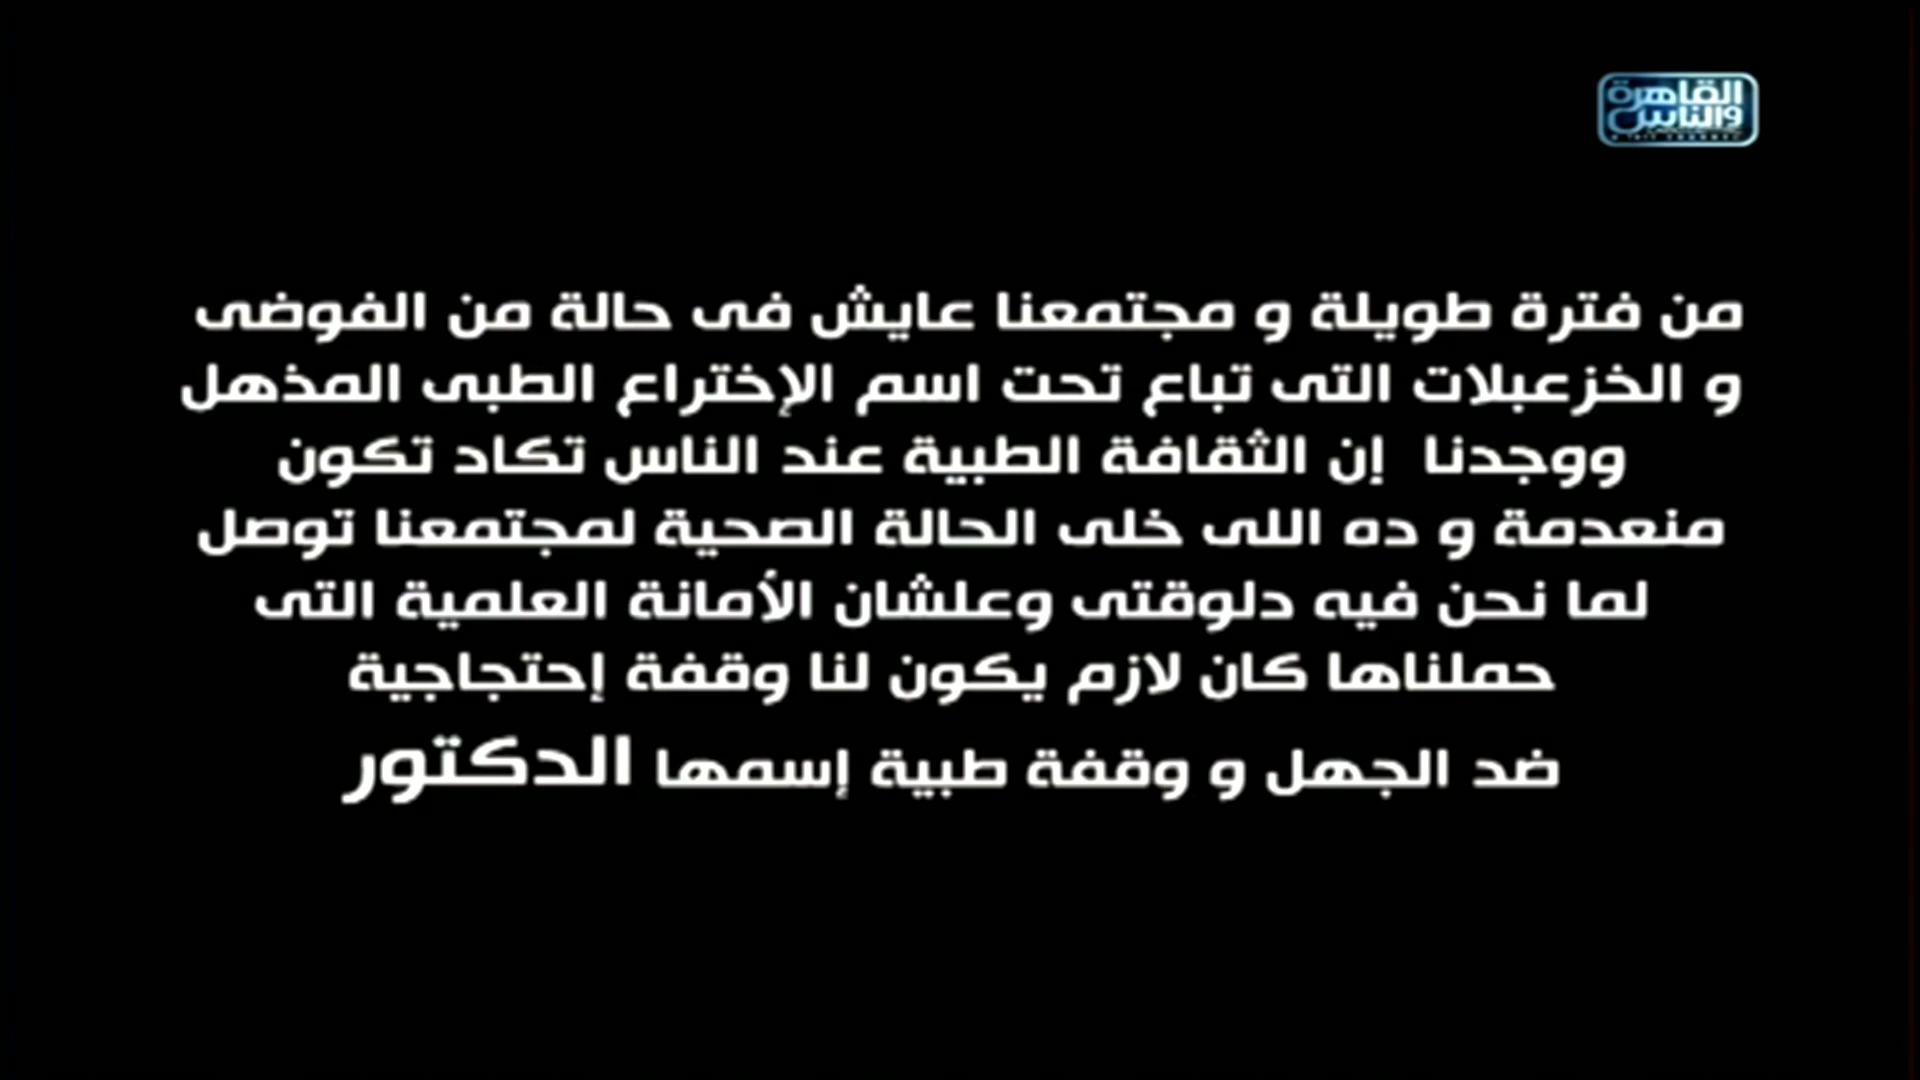 القاهرة
والناس
من فترة طويلة و مجتمعنا عايش فى حالة من الفوضى
و الخزعبلات التى تباع تحت اسم الإختراع الطبى المذهل
ووجدنا إن الثقافة الطبية عند الناس تكاد تكون
منعدمة و ده اللى خلى الحالة الصحية لمجتمعنا توصل
لما نحن فيه دلوقتى وعلشان الأمانة العلمية التى
حملناها كان لازم يكون لنا وقفة إحتجاجية
ضد الجهل و وقفة طبية إسمها الدكتور